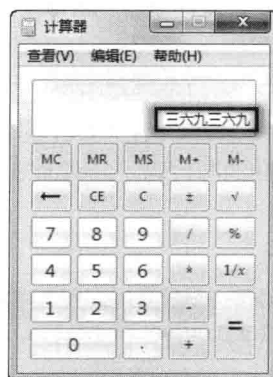 计算器
查看(V) 编辑(E) 帮助(H)
三六九三六九
MC MR MS M+ M-
← CE C ± √
7 8 9 / %
4 5 6 * 1/x
1 2 3 - =
0 . +